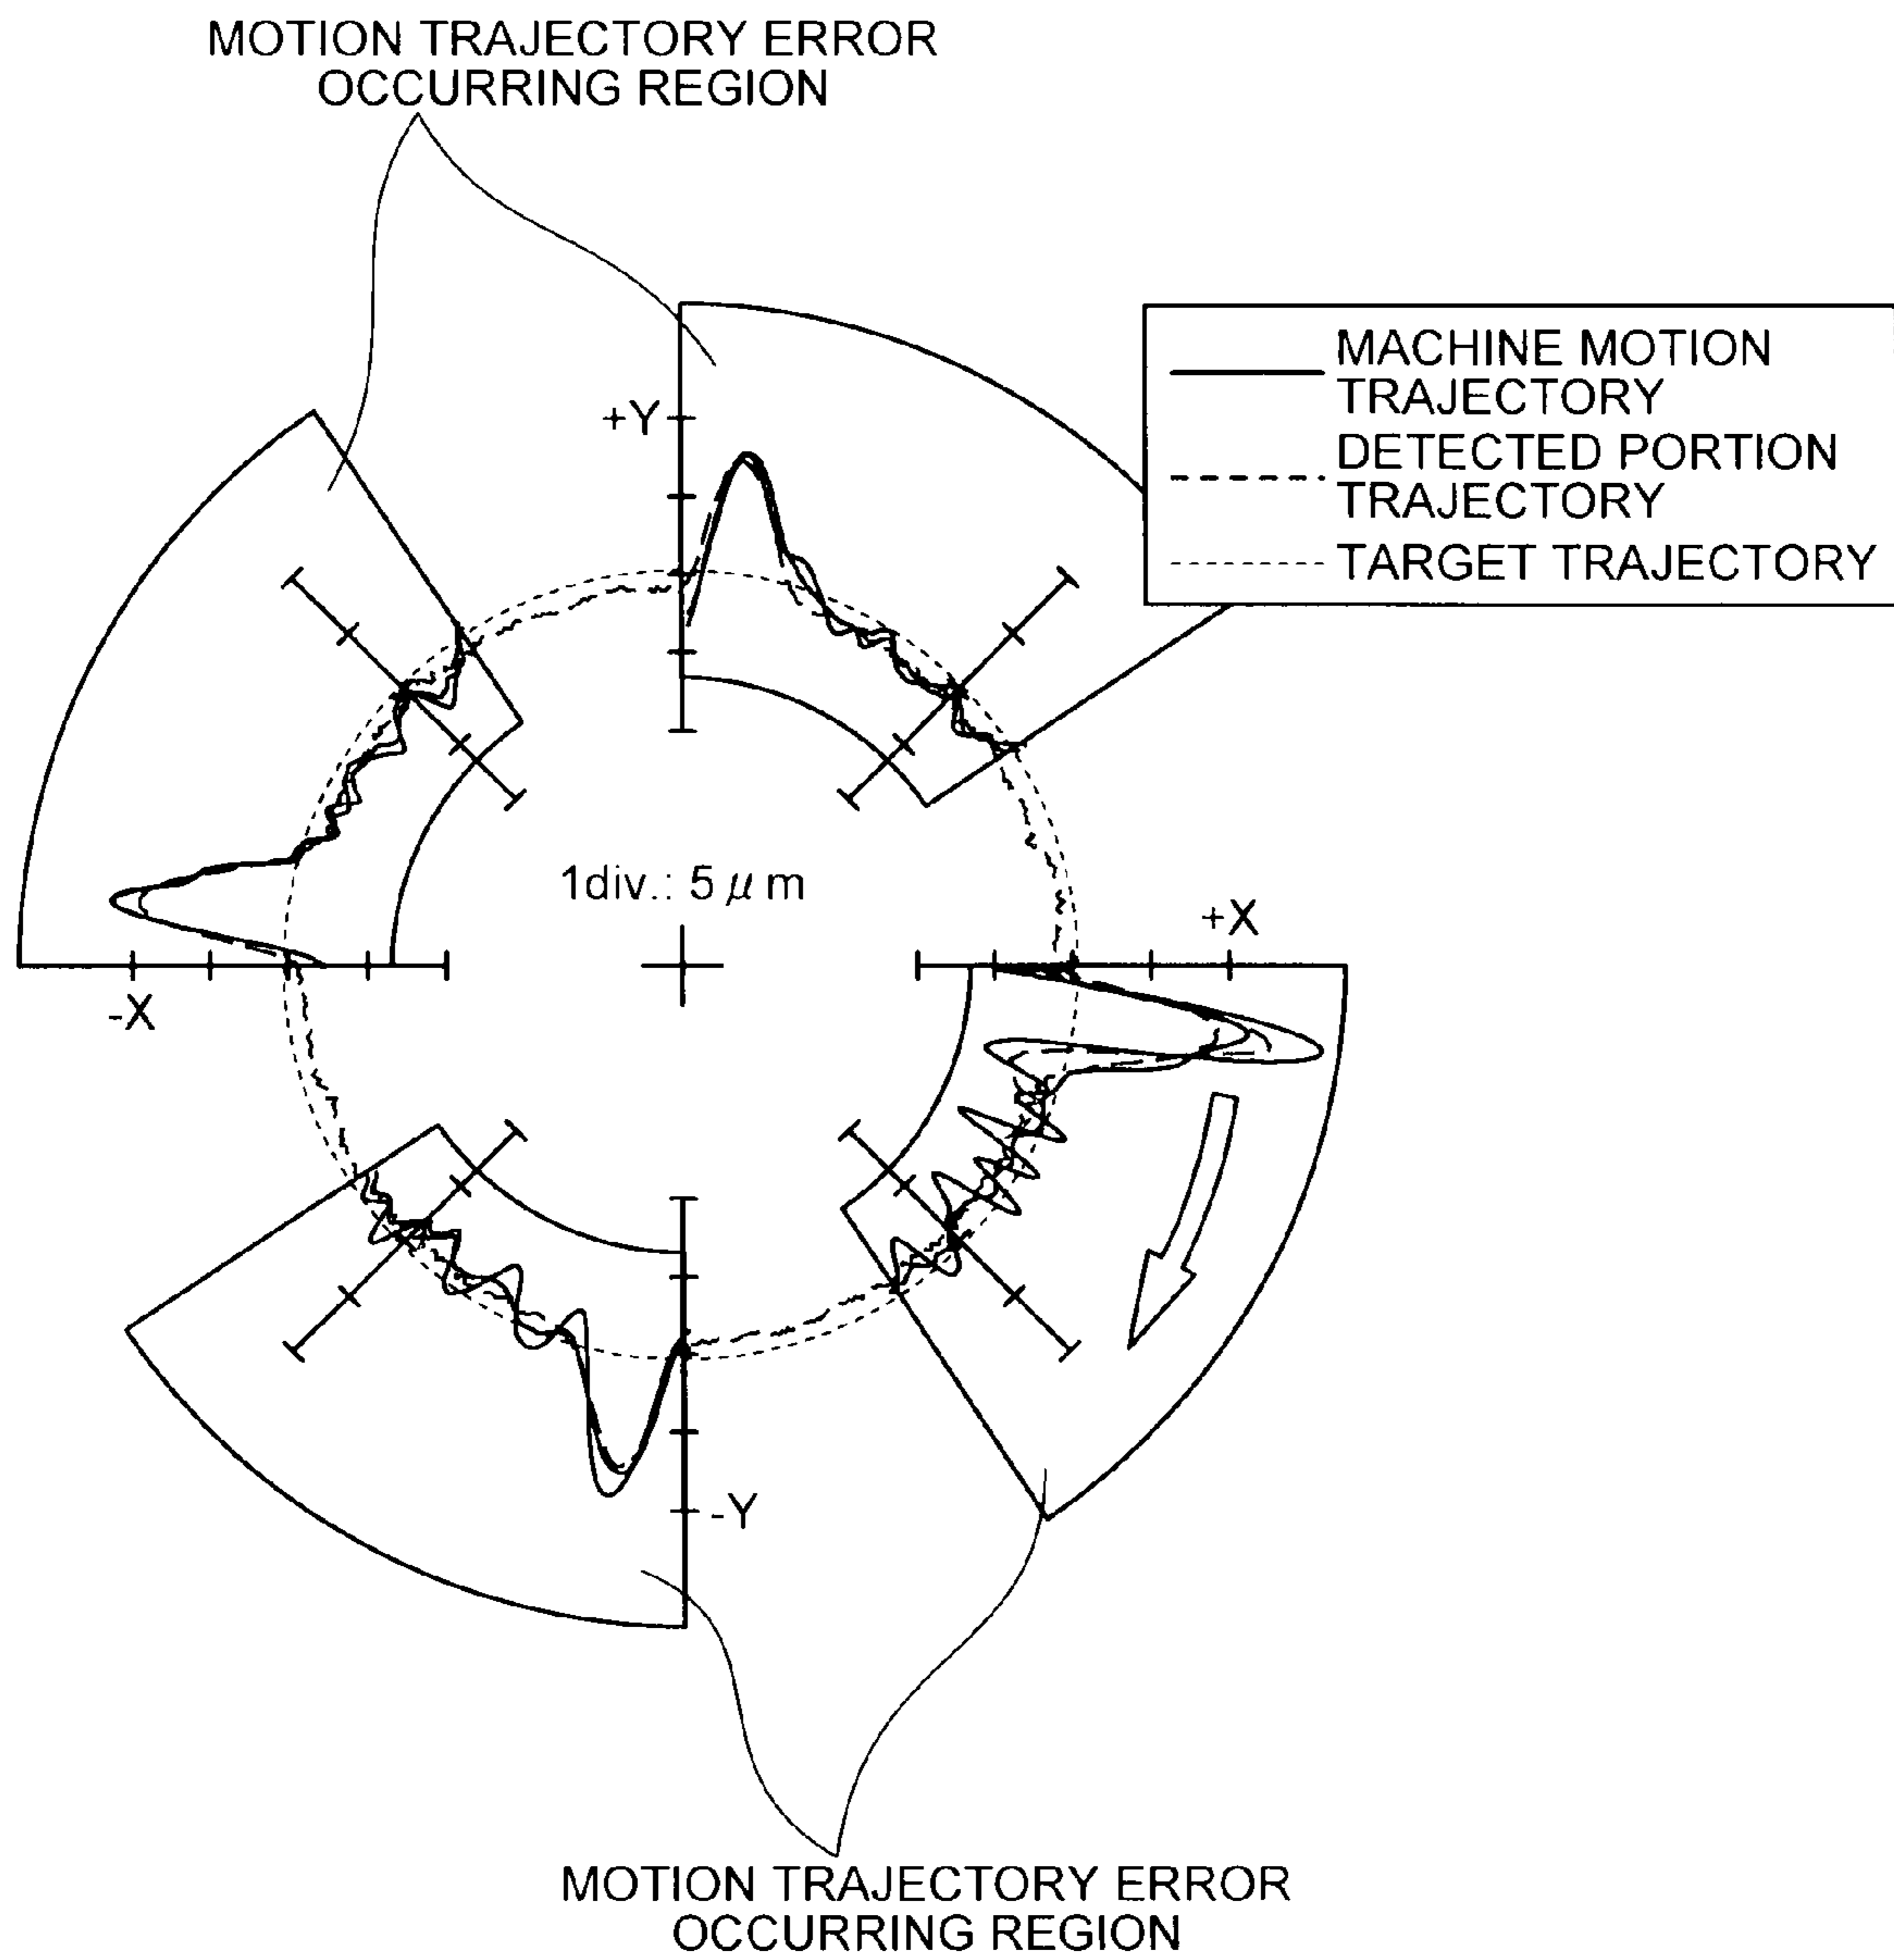 MOTION TRAJECTORY ERROR
OCCURRING REGION
MACHINE MOTION
TRAJECTORY
DETECTED PORTION
TRAJECTORY
TARGET TRAJECTORY
+Y
1div.: 5 μm
+X
-X
-Y
MOTION TRAJECTORY ERROR
OCCURRING REGION